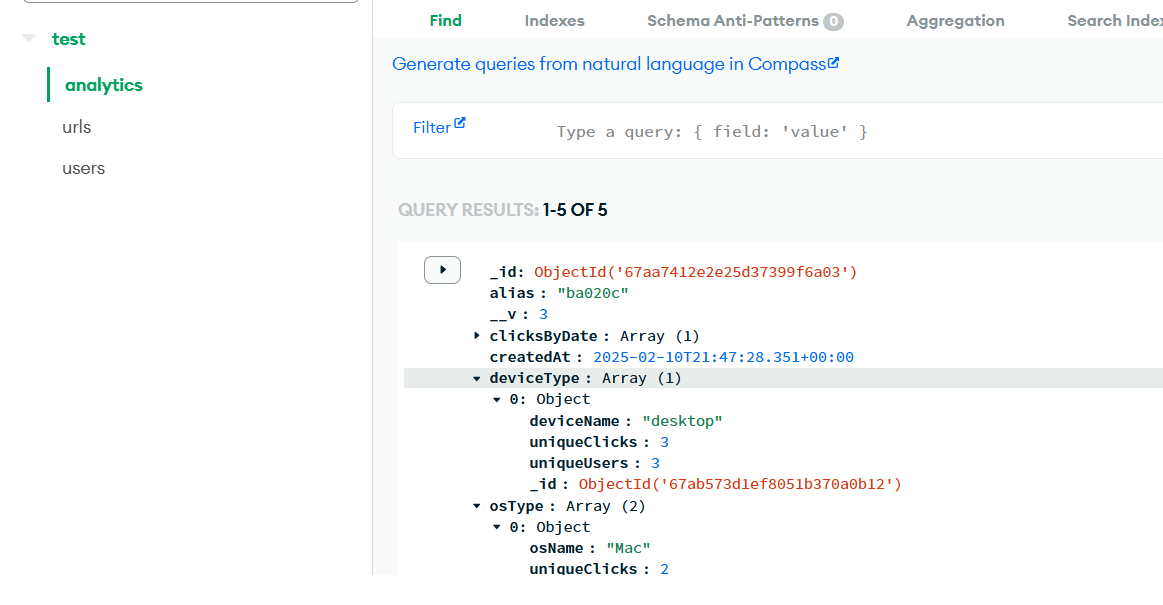 Find Indexes Schema Anti-Patterns 0 Aggregation Search Index
test
Generate queries from natural language in Compass
analytics
Filter Type a query: { field: 'value' }
urls
users
QUERY RESULTS: 1-5 OF 5
_id: ObjectId('67aa7412e2e25d37399f6a03')
alias : "ba020c"
__v : 3
clicksByDate : Array (1)
createdAt : 2025-02-10T21:47:28.351+00:00
deviceType : Array (1)
0: Object
deviceName : "desktop"
uniqueClicks : 3
uniqueUsers : 3
_id : ObjectId('67ab573d1ef8051b370a0b12')
osType : Array (2)
0: Object
osName : "Mac"
uniqueClicks : 2